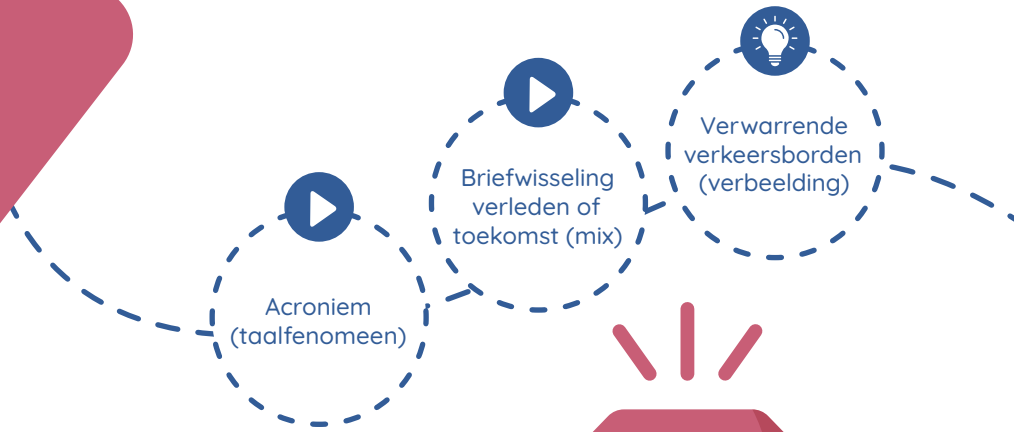 Acroniem
(taalfenomeen)
Briefwisseling
verleden of
toekomst (mix)
Verwarrende
verkeersborden
(verbeelding)